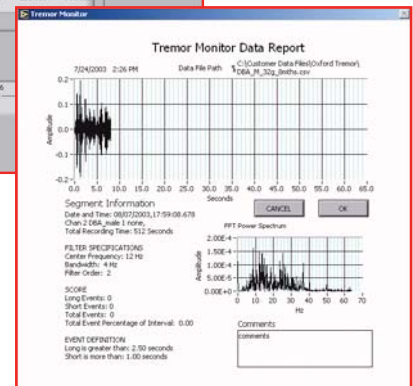 Tremor Monitor
Tremor Monitor Data Report
7/24/2003 2:26 PM
Data File Path
C:\Customer Data Files\Oxford Tremor\
DBA_M_32g_8mths.csv
Amplitude
0.2
0.1
0.0
-0.1
-0.2
0.0 5.0 10.0 15.0 20.0 25.0 30.0 35.0 40.0 45.0 50.0 55.0 60.0 65.0
Seconds
Segment Information
Date and Time: 08/07/2003,17:59:08.678
Chan 2 DBA_male 1 none,
Total Recording Time: 512 Seconds
CANCEL
OK
FILTER SPECIFICATIONS
Center Frequency: 12 Hz
Bandwidth: 4 Hz
Filter Order: 2
SCORE
Long Events: 0
Short Events: 0
Total Events: 0
Total Event Percentage of Interval: 0.00
EVENT DEFINITION
Long is greater than: 2.50 seconds
Short is more than: 1.00 seconds
FFT Power Spectrum
Amplitude
2.00E-4
1.50E-4
1.00E-4
5.00E-5
0.00E+0
0 10 20 30 40 50 60 70
Hz
Comments
comments